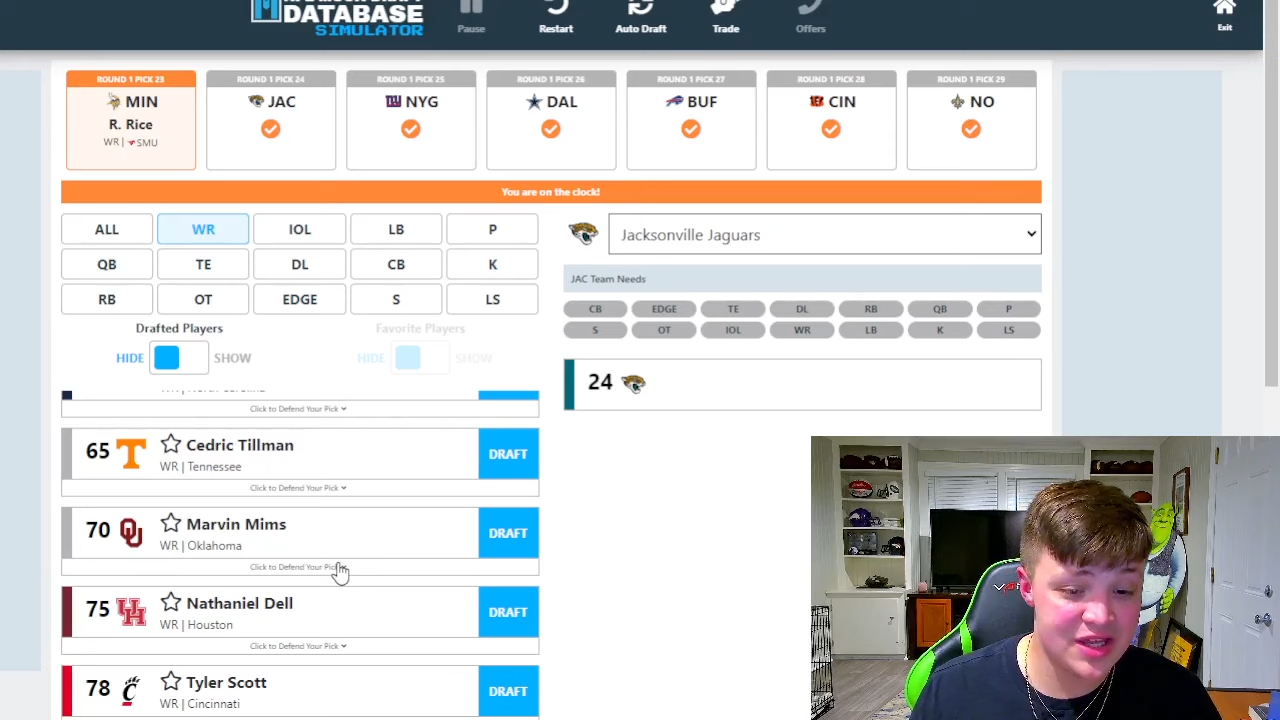 DATABASE
SIMULATOR
Pause
Restart
Auto Draft
Trade
Offers
Exit
ROUND 1 PICK 23
MIN
R. Rice
WR | SMU
ROUND 1 PICK 24
JAC
ROUND 1 PICK 25
NYG
ROUND 1 PICK 26
DAL
ROUND 1 PICK 27
BUF
ROUND 1 PICK 28
CIN
ROUND 1 PICK 29
NO
You are on the clock!
ALL WR IOL LB P
QB TE DL CB K
RB OT EDGE S LS
Drafted Players
HIDE SHOW
Favorite Players
HIDE SHOW
Jacksonville Jaguars
JAC Team Needs
CB EDGE TE DL RB QB P
S OT IOL WR LB K LS
24
WR | North Carolina
Click to Defend Your Pick
65 Cedric Tillman
WR | Tennessee
DRAFT
Click to Defend Your Pick
70 Marvin Mims
WR | Oklahoma
DRAFT
Click to Defend Your Pick
75 Nathaniel Dell
WR | Houston
DRAFT
Click to Defend Your Pick
78 Tyler Scott
WR | Cincinnati
DRAFT